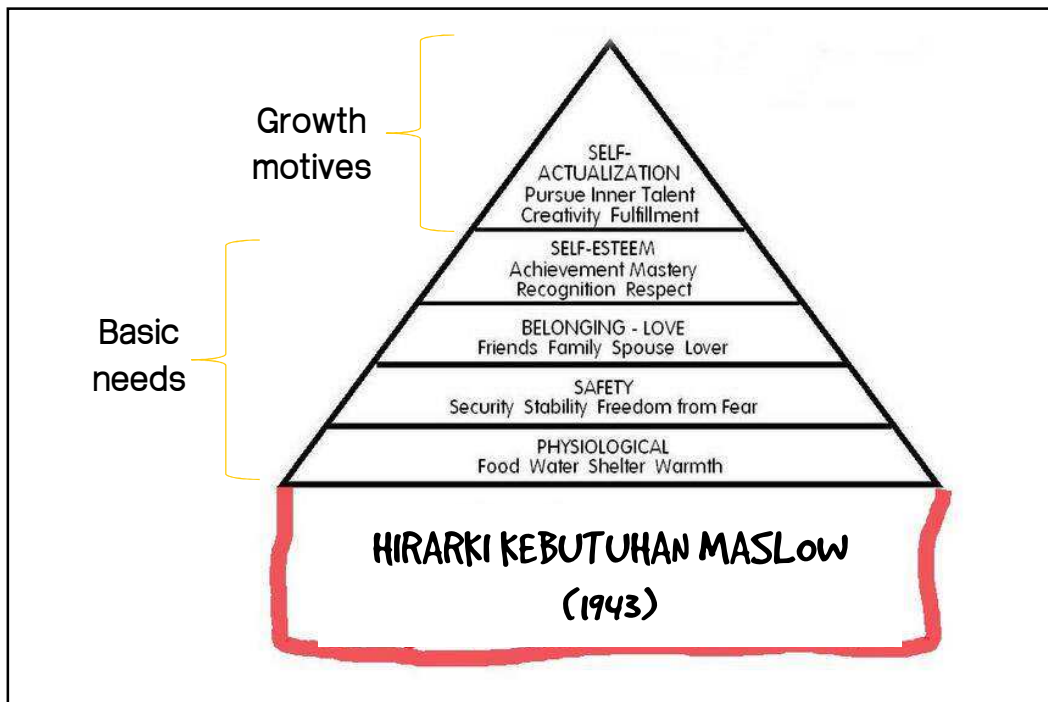 Growth
motives
SELF-
ACTUALIZATION
Pursue Inner Talent
Creativity Fulfillment
SELF-ESTEEM
Achievement Mastery
Recognition Respect
Basic
needs
BELONGING - LOVE
Friends Family Spouse Lover
SAFETY
Security Stability Freedom from Fear
PHYSIOLOGICAL
Food Water Shelter Warmth
HIRARKI KEBUTUHAN MASLOW
(1943)